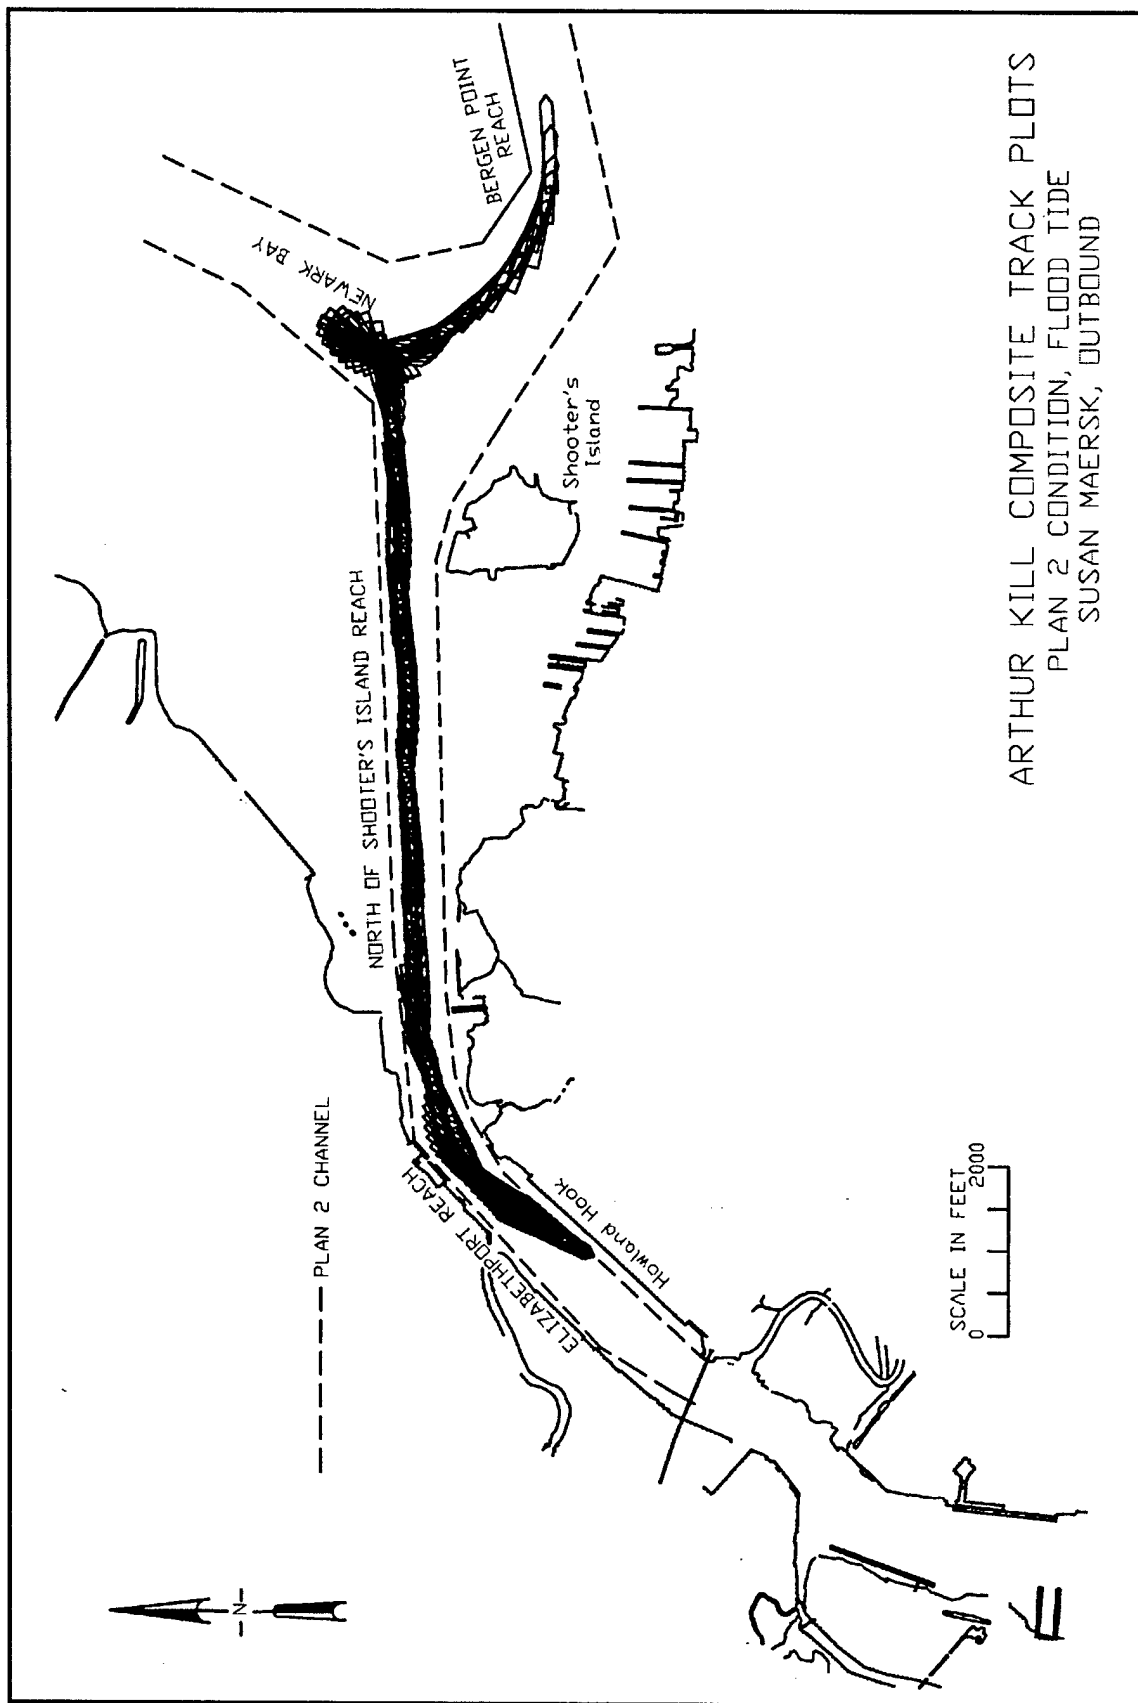 ARTHUR KILL COMPOSITE TRACK PLOTS
PLAN 2 CONDITION, FLOOD TIDE
SUSAN MAERSK, OUTBOUND
BERGEN POINT
REACH
NEWARK BAY
Shooter's
Island
NORTH OF SHOOTER'S ISLAND REACH
PLAN 2 CHANNEL
ELIZABETHPORT REACH
Howland Hook
SCALE IN FEET
0 2000
N